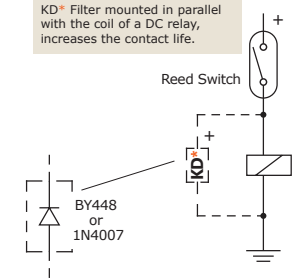 KD* Filter mounted in parallel
with the coil of a DC relay,
increases the contact life.
+
Reed Switch
+
KD*
BY448
or
1N4007